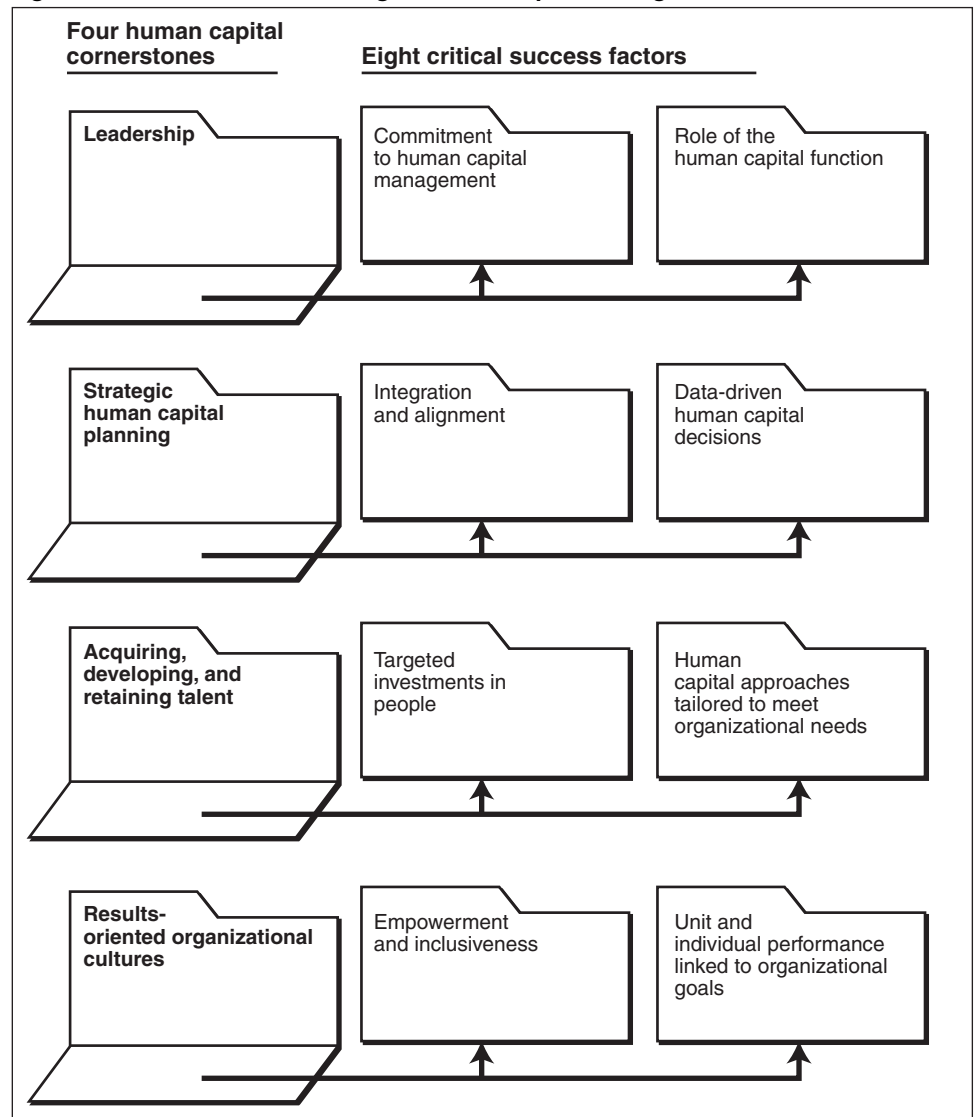 Four human capital
cornerstones
Eight critical success factors
Leadership
Commitment
to human capital
management
Role of the
human capital function
Strategic
human capital
planning
Integration
and alignment
Data-driven
human capital
decisions
Acquiring,
developing, and
retaining talent
Targeted
investments in
people
Human
capital approaches
tailored to meet
organizational needs
Results-
oriented organizational
cultures
Empowerment
and inclusiveness
Unit and
individual performance
linked to organizational
goals